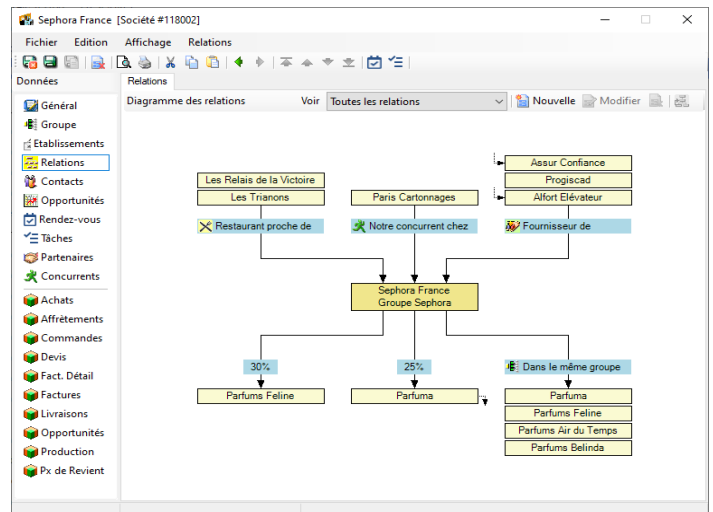 Sephora France [Société #118002]
Fichier Edition Affichage Relations
Données
Relations
Général
Groupe
Etablissements
Relations
Contacts
Opportunités
Rendez-vous
Tâches
Partenaires
Concurrents
Achats
Affrètements
Commandes
Devis
Fact. Détail
Factures
Livraisons
Opportunités
Production
Px de Revient
Diagramme des relations Voir Toutes les relations Nouvelle Modifier
Assur Confiance
Les Relais de la Victoire Progiscad
Les Trianons Paris Cartonnages Alfort Elévateur
Restaurant proche de Notre concurrent chez Fournisseur de
Sephora France
Groupe Sephora
30% 25% Dans le même groupe
Parfums Feline Parfuma Parfuma
Parfums Feline
Parfums Air du Temps
Parfums Belinda